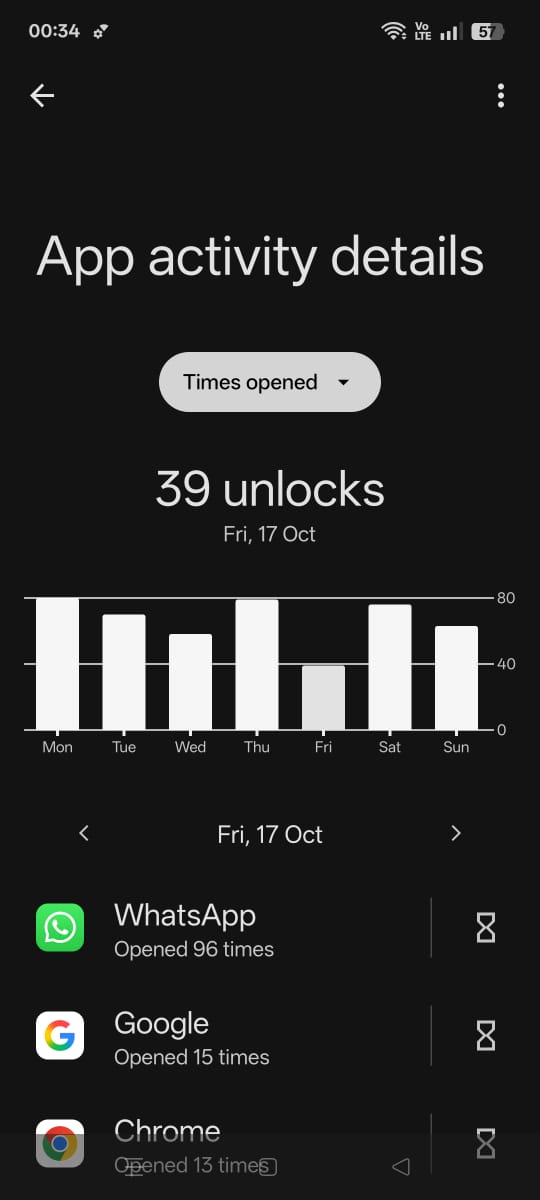 00:34
Vo
LTE
57
App activity details
Times opened
39 unlocks
Fri, 17 Oct
80
40
0
Mon Tue Wed Thu Fri Sat Sun
Fri, 17 Oct
WhatsApp
Opened 96 times
Google
Opened 15 times
Chrome
Opened 13 times